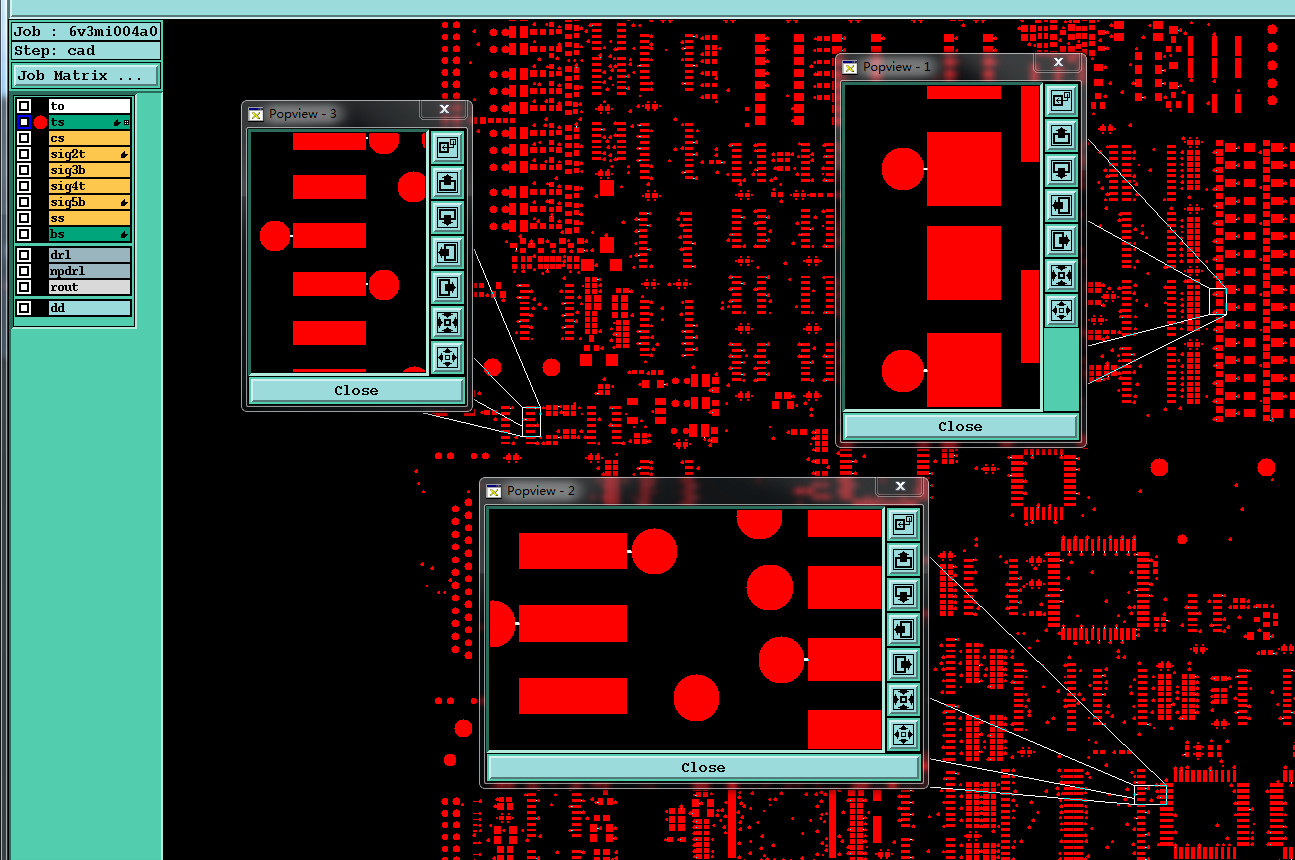 Job : 6v3mi004a0
Step: cad
Job Matrix ...
to
ts
cs
sig2t
sig3b
sig4t
sig5b
ss
bs
drl
npdrl
rout
dd
Popview - 3
Close
Popview - 1
Close
Popview - 2
Close